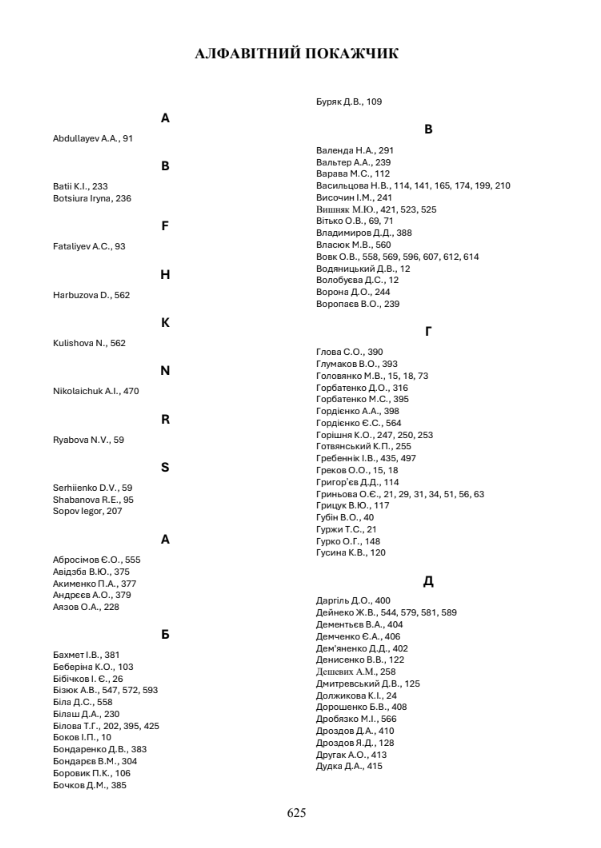 АЛФАВІТНИЙ ПОКАЖЧИК
A
Abdullayev A.A., 91
B
Batii K.I., 233
Botsiura Iryna, 236
F
Fataliyev A.C., 93
H
Harbuzova D., 562
K
Kulishova N., 562
N
Nikolaichuk A.I., 470
R
Ryabova N.V., 59
S
Serhiienko D.V., 59
Shabanova R.E., 95
Sopov Iegor, 207
А
Абросімов Є.О., 555
Авідзба В.Ю., 375
Акименко П.А., 377
Андрєєв А.О., 379
Аязов О.А., 228
Б
Бахмет І.В., 381
Беберіна К.О., 103
Бібічков І. Є., 26
Бізюк А.В., 547, 572, 593
Біла Д.С., 558
Білаш Д.А., 230
Білова Т.Г., 202, 395, 425
Боков І.П., 10
Бондаренко Д.В., 383
Бондарєв В.М., 304
Боровик П.К., 106
Бочков Д.М., 385
Буряк Д.В., 109
В
Валенда Н.А., 291
Вальтер А.А., 239
Варава М.С., 112
Васильцова Н.В., 114, 141, 165, 174, 199, 210
Височин І.М., 241
Вишняк М.Ю., 421, 523, 525
Вітько О.В., 69, 71
Владимиров Д.Д., 388
Власюк М.В., 560
Вовк О.В., 558, 569, 596, 607, 612, 614
Водяницький Д.В., 12
Волобуєва Д.С., 12
Ворона Д.О., 244
Воропаєв В.О., 239
Г
Глова С.О., 390
Глумаков В.О., 393
Головянко М.В., 15, 18, 73
Горбатенко Д.О., 316
Горбатенко М.С., 395
Гордієнко А.А., 398
Гордієнко Є.С., 564
Горішня К.О., 247, 250, 253
Готвянський К.П., 255
Гребеннік І.В., 435, 497
Греков О.О., 15, 18
Григор'єв Д.Д., 114
Гриньова О.Є., 21, 29, 31, 34, 51, 56, 63
Грицук В.Ю., 117
Губін В.О., 40
Гуржи Т.С., 21
Гурко О.Г., 148
Гусина К.В., 120
Д
Даргіль Д.О., 400
Дейнеко Ж.В., 544, 579, 581, 589
Дементьєв В.А., 404
Демченко Є.А., 406
Дем'яненко Д.Д., 402
Денисенко В.В., 122
Дешевих А.М., 258
Дмитревський Д.В., 125
Должикова К.І., 24
Дорошенко Б.В., 408
Дробязко М.І., 566
Дроздов Д.А., 410
Дроздов Я.Д., 128
Другак А.О., 413
Дудка Д.А., 415
625